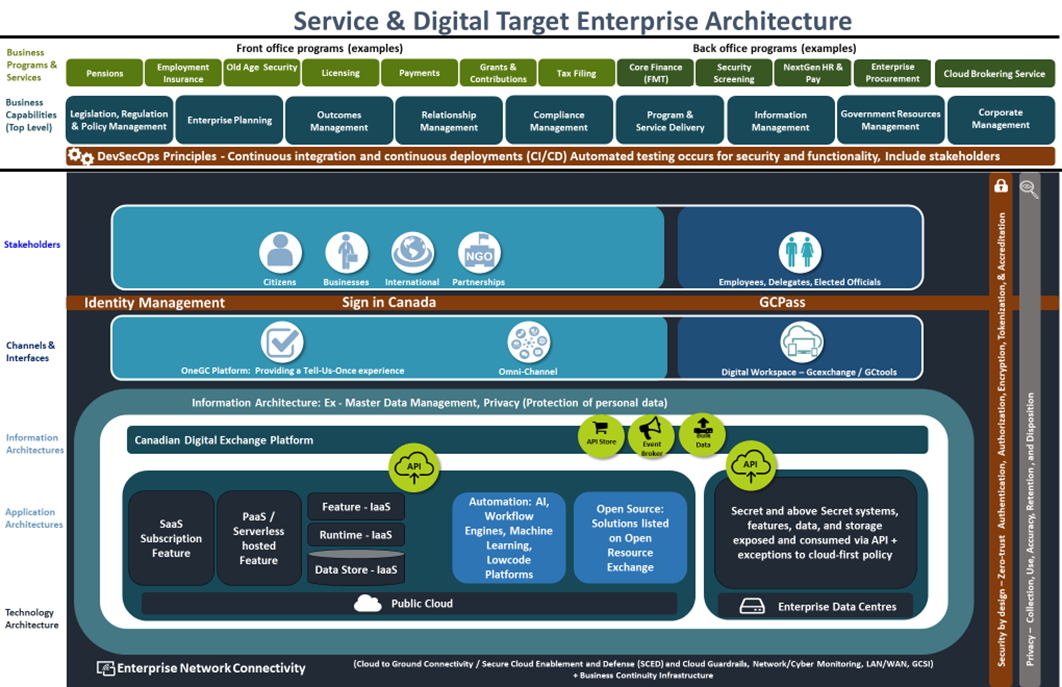 Service & Digital Target Enterprise Architecture
Business
Programs &
Services
Front office programs (examples)
Back office programs (examples)
Pensions
Employment
Insurance
Old Age Security
Licensing
Payments
Grants &
Contributions
Tax Filing
Core Finance
(FMT)
Security
Screening
NextGen HR &
Pay
Enterprise
Procurement
Cloud Brokering Service
Business
Capabilities
(Top Level)
Legislation, Regulation
& Policy Management
Enterprise Planning
Outcomes
Management
Relationship
Management
Compliance
Management
Program &
Service Delivery
Information
Management
Government Resources
Management
Corporate
Management
DevSecOps Principles - Continuous integration and continuous deployments (CI/CD) Automated testing occurs for security and functionality, Include stakeholders
Stakeholders
Citizens
Businesses
International
NGO
Partnerships
Employees, Delegates, Elected Officials
Identity Management
Sign in Canada
GCPass
Channels &
Interfaces
OneGC Platform: Providing a Tell-Us-Once experience
Omni-Channel
Digital Workspace – Gcexchange / GCtools
Information Architecture: Ex - Master Data Management, Privacy (Protection of personal data)
Information
Architectures
Canadian Digital Exchange Platform
API Store
Event
Broker
Bulk
Data
API
API
Application
Architectures
SaaS
Subscription
Feature
PaaS /
Serverless
hosted
Feature
Feature - IaaS
Runtime - IaaS
Data Store - IaaS
Automation: AI,
Workflow
Engines, Machine
Learning,
Lowcode
Platforms
Open Source:
Solutions listed
on Open
Resource
Exchange
Secret and above Secret systems,
features, data, and storage
exposed and consumed via API +
exceptions to cloud-first policy
Technology
Architecture
Public Cloud
Enterprise Data Centres
Enterprise Network Connectivity
(Cloud to Ground Connectivity / Secure Cloud Enablement and Defense (SCED) and Cloud Guardrails, Network/Cyber Monitoring, LAN/WAN, GCSI)
+ Business Continuity Infrastructure
Security by design – Zero-trust Authentication, Authorization, Encryption, Tokenization, & Accreditation
Privacy – Collection, Use, Accuracy, Retention , and Disposition